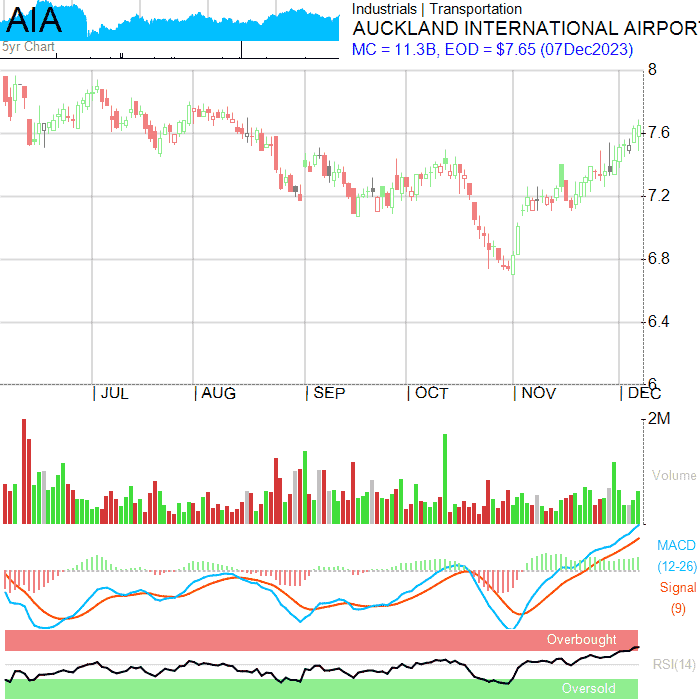 AIA
5yr Chart
Industrials | Transportation
AUCKLAND INTERNATIONAL AIRPORT
MC = 11.3B, EOD = $7.65 (07Dec2023)
8
7.6
7.2
6.8
6.4
6
| JUL | AUG | SEP | OCT | NOV | DEC
2M
Volume
MACD
(12-26)
Signal
(9)
Overbought
RSI(14)
Oversold